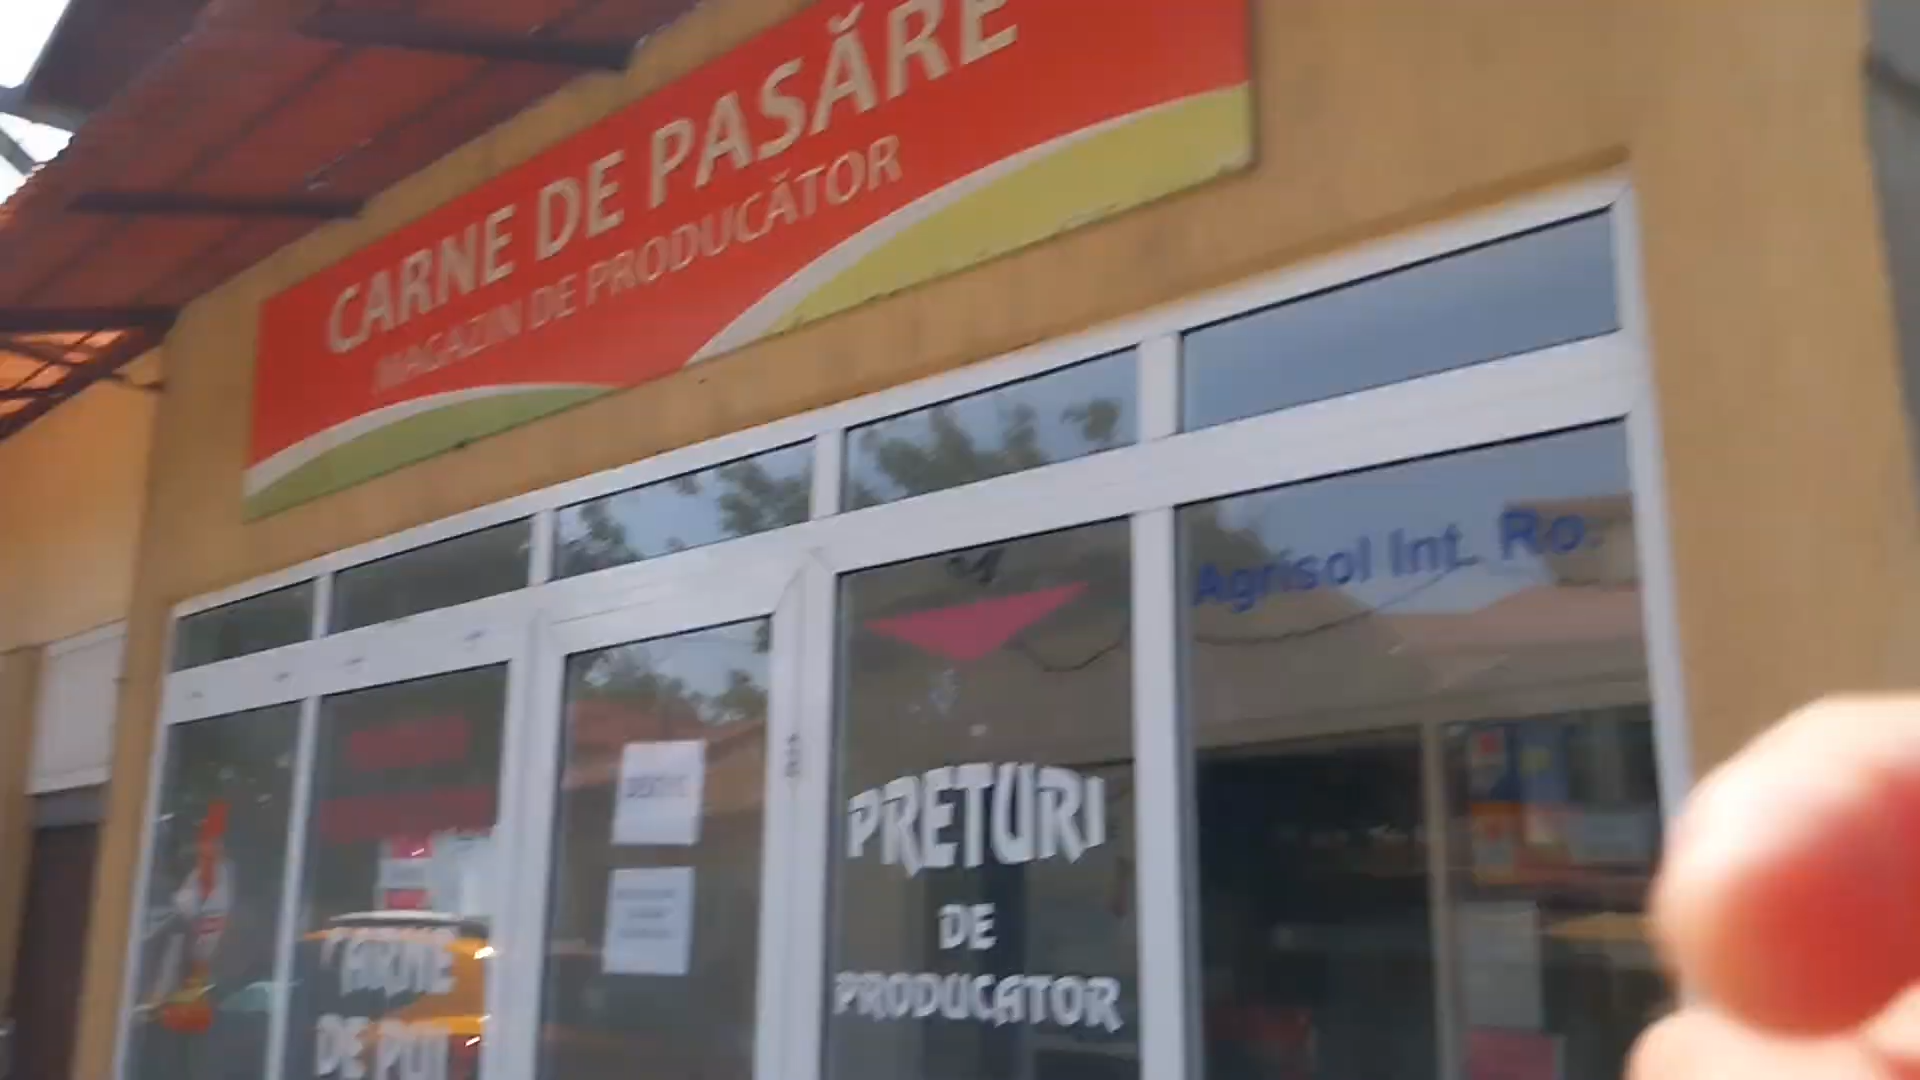 CARNE DE PASĂRE
MAGAZIN DE PRODUCĂTOR
Agrisol Int. Ro.
PRETURI
DE
PRODUCATOR
CARNE
DE PUI